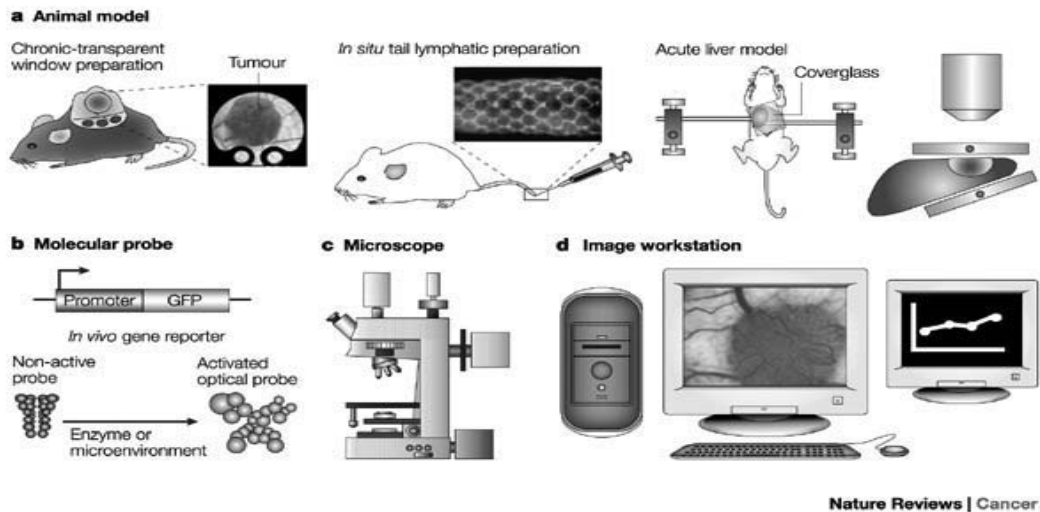 a Animal model
Chronic-transparent
window preparation
Tumour
In situ tail lymphatic preparation
Acute liver model
Coverglass
b Molecular probe
Promoter GFP
In vivo gene reporter
Non-active
probe
Activated
optical probe
Enzyme or
microenvironment
c Microscope
d Image workstation
Nature Reviews | Cancer